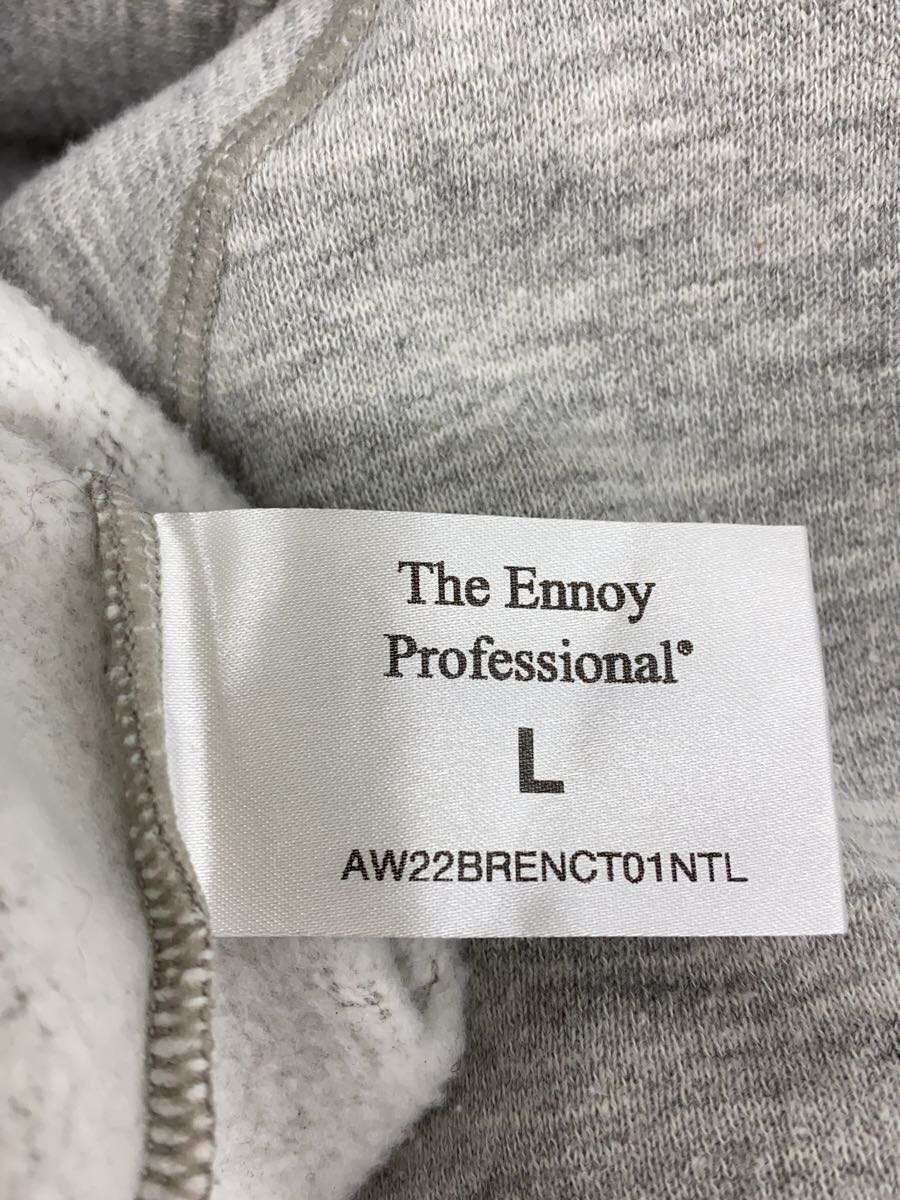 The Ennoy
Professional®
L
AW22BRENCT01NTL